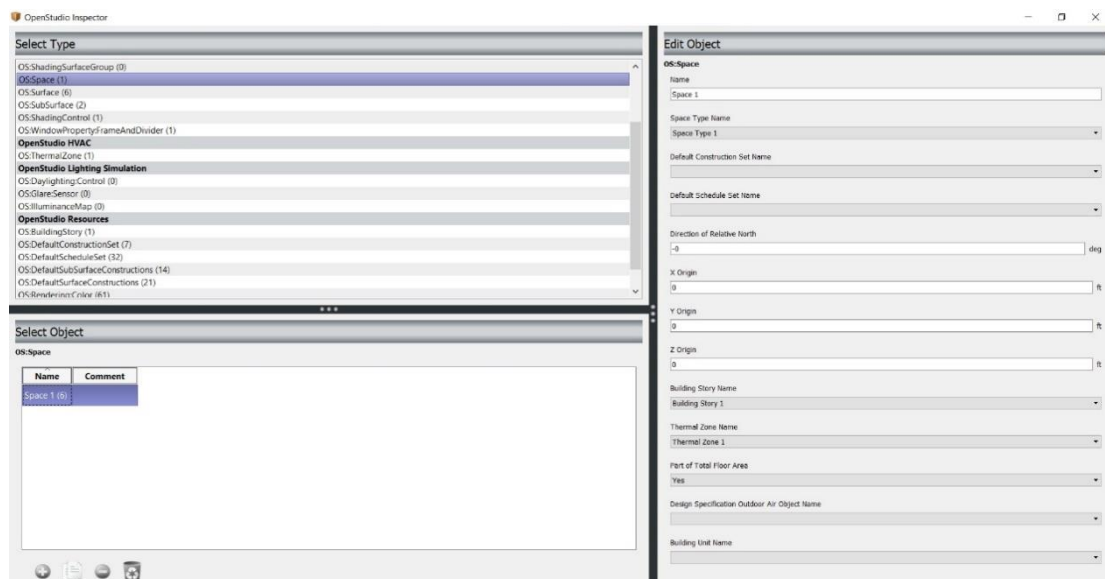 OpenStudio Inspector
Select Type
OS:ShadingSurfaceGroup (0)
OS:Space (1)
OS:Surface (6)
OS:SubSurface (2)
OS:ShadingControl (1)
OS:WindowProperty:FrameAndDivider (1)
OpenStudio HVAC
OS:ThermalZone (1)
OpenStudio Lighting Simulation
OS:Daylighting:Control (0)
OS:Glare:Sensor (0)
OS:IlluminanceMap (0)
OpenStudio Resources
OS:BuildingStory (1)
OS:DefaultConstructionSet (7)
OS:DefaultScheduleSet (32)
OS:DefaultSubSurfaceConstructions (14)
OS:DefaultSurfaceConstructions (21)
OS:Rendering:Color (61)
Select Object
OS:Space
Name Comment
Space 1 (6)
Edit Object
OS:Space
Name
Space 1
Space Type Name
Space Type 1
Default Construction Set Name
Default Schedule Set Name
Direction of Relative North
-0 deg
X Origin
0 ft
Y Origin
0 ft
Z Origin
0 ft
Building Story Name
Building Story 1
Thermal Zone Name
Thermal Zone 1
Part of Total Floor Area
Yes
Design Specification Outdoor Air Object Name
Building Unit Name